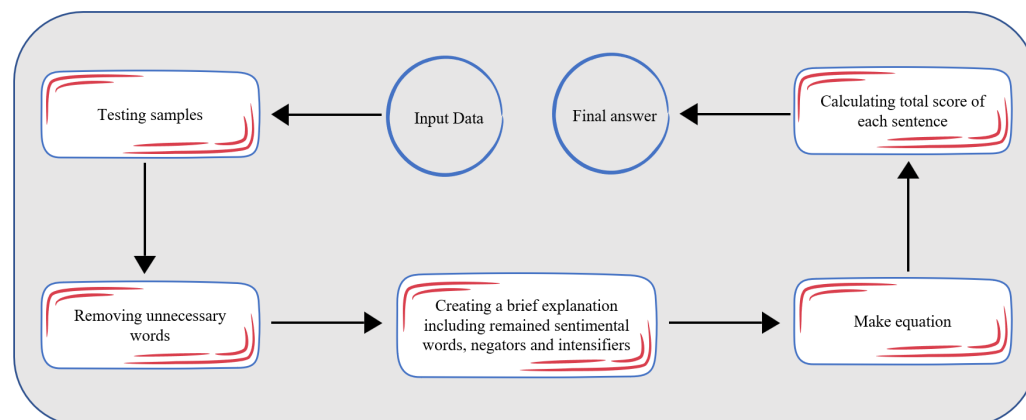 Testing samples
Input Data
Final answer
Calculating total score of
each sentence
Removing unnecessary
words
Creating a brief explanation
including remained sentimental
words, negators and intensifiers
Make equation